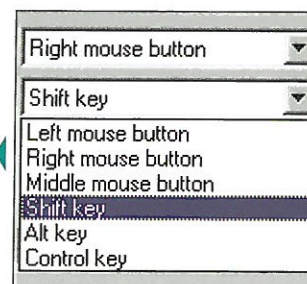 Right mouse button
Shift key
Left mouse button
Right mouse button
Middle mouse button
Shift key
Alt key
Control key